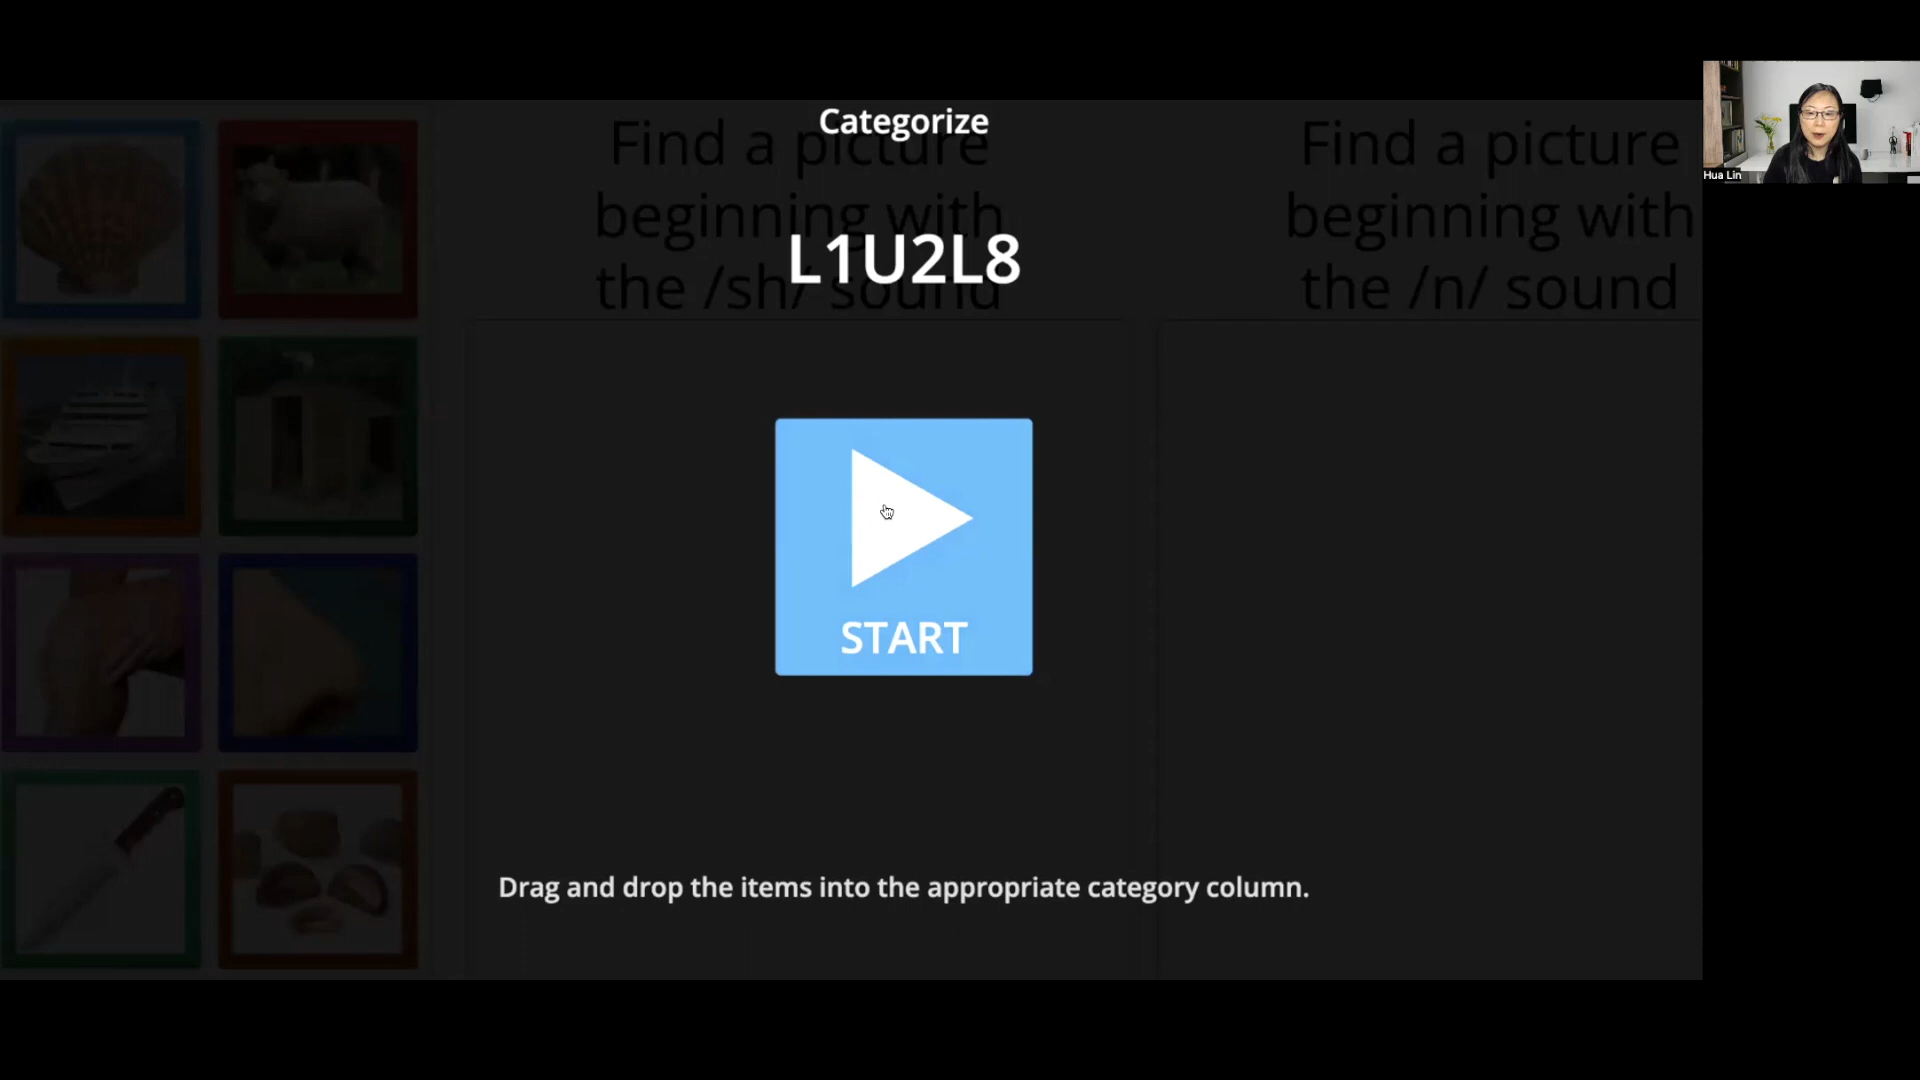 Categorize
Find a picture
beginning with
the /sh/ sound
Find a picture
beginning with
the /n/ sound
L1U2L8
START
Drag and drop the items into the appropriate category column.
Hua Lin